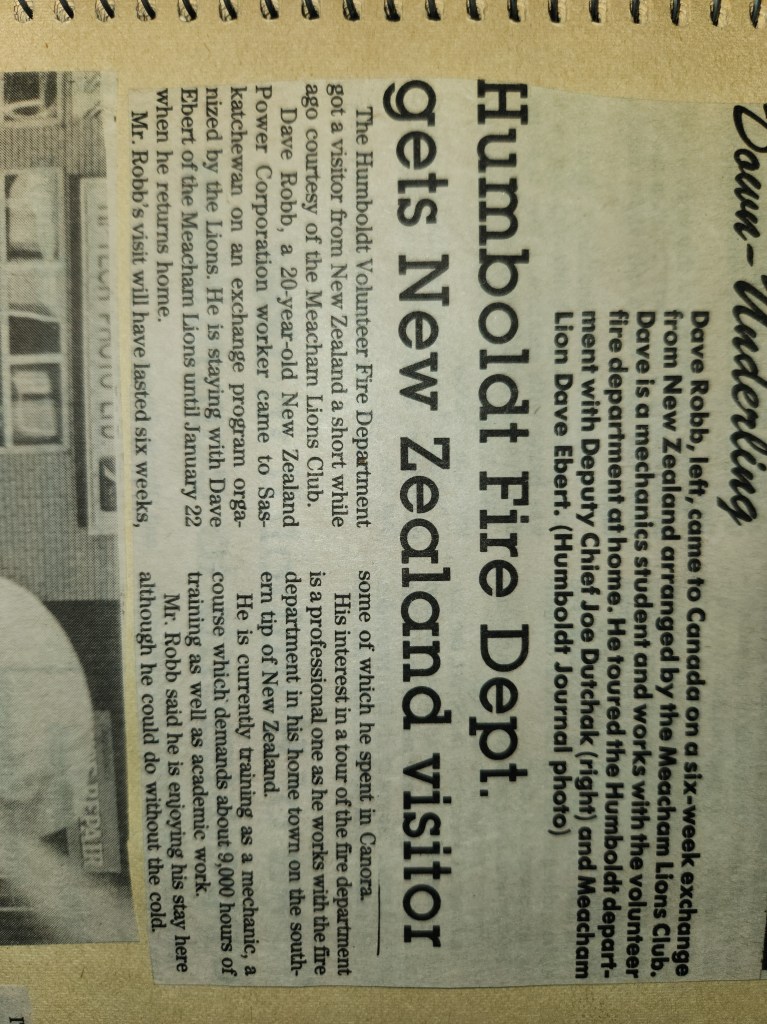 Down-Underling
Dave Robb, left, came to Canada on a six-week exchange
from New Zealand arranged by the Meacham Lions Club.
Dave is a mechanics student and works with the volunteer
fire department at home. He toured the Humboldt depart-
ment with Deputy Chief Joe Dutchak (right) and Meacham
Lion Dave Ebert. (Humboldt Journal photo)
Humboldt Fire Dept.
gets New Zealand visitor
The Humboldt Volunteer Fire Department
got a visitor from New Zealand a short while
ago courtesy of the Meacham Lions Club.
Dave Robb, a 20-year-old New Zealand
Power Corporation worker came to Sas-
katchewan on an exchange program orga-
nized by the Lions. He is staying with Dave
Ebert of the Meacham Lions until January 22
when he returns home.
Mr. Robb's visit will have lasted six weeks,
some of which he spent in Canora.
His interest in a tour of the fire department
is a professional one as he works with the fire
department in his home town on the south-
ern tip of New Zealand.
He is currently training as a mechanic, a
course which demands about 9,000 hours of
training as well as academic work.
Mr. Robb said he is enjoying his stay here
although he could do without the cold.